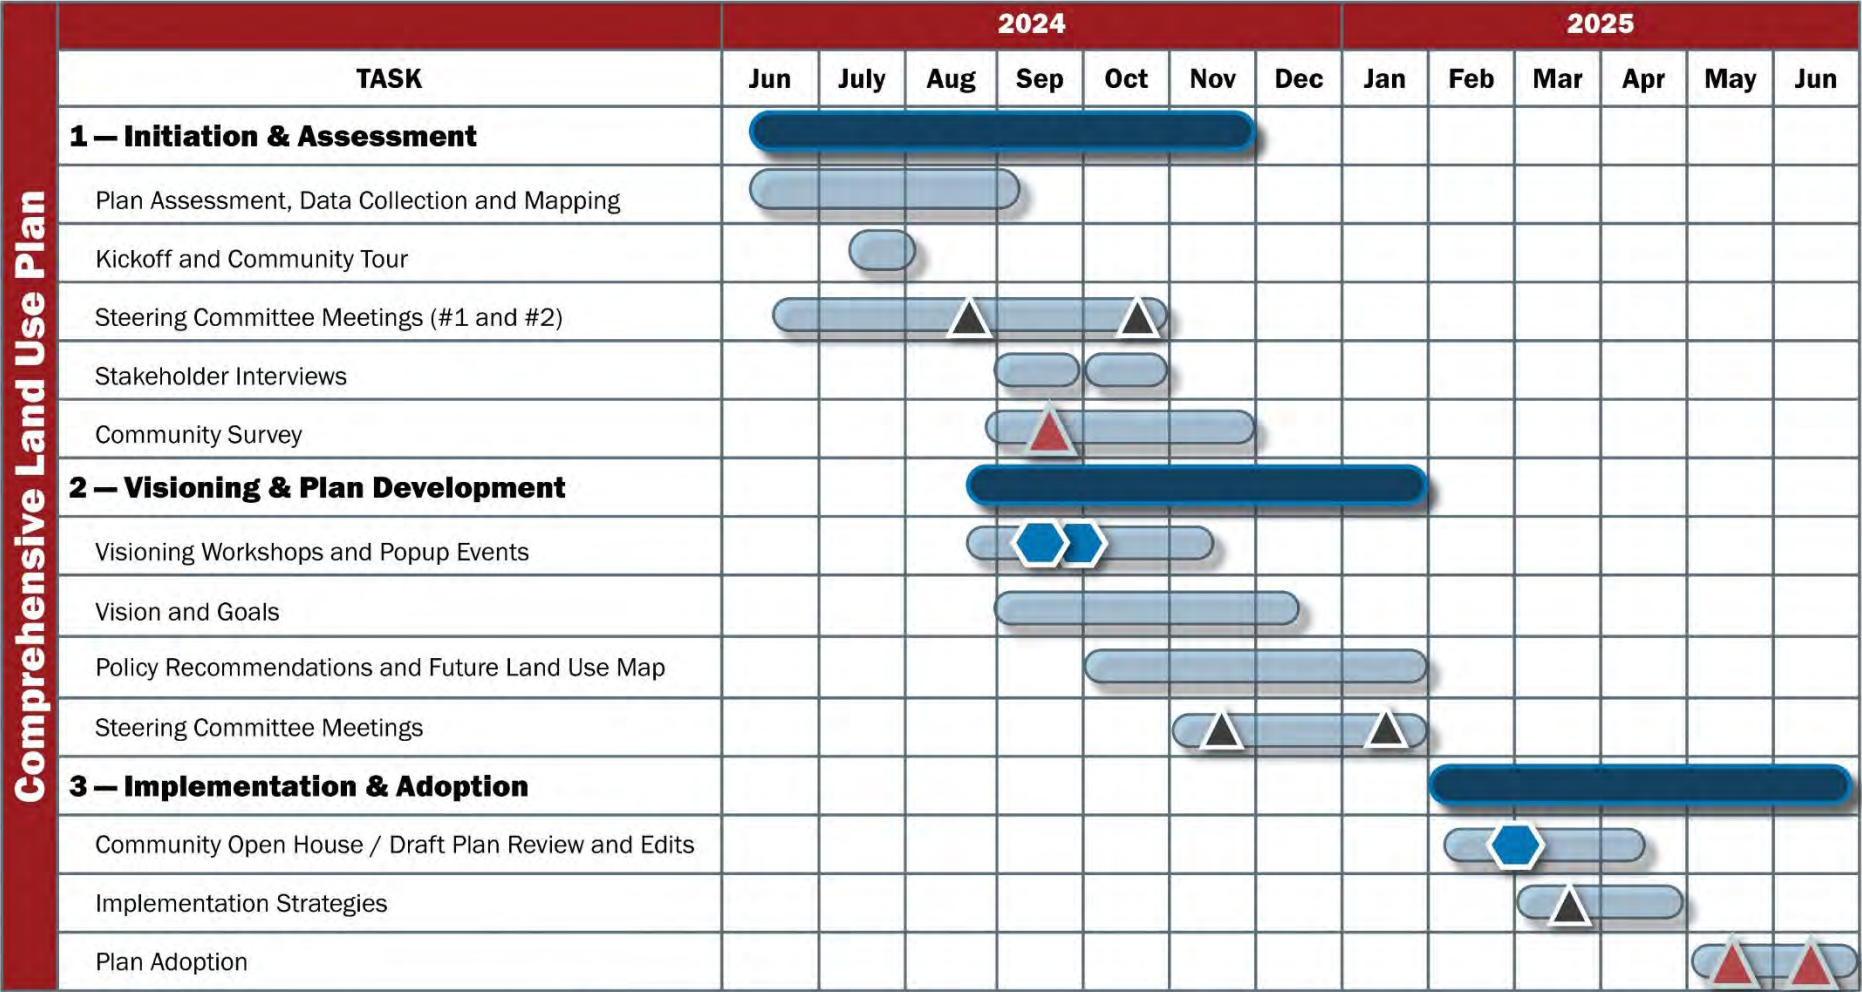 Comprehensive Land Use Plan
2024 2025
TASK Jun July Aug Sep Oct Nov Dec Jan Feb Mar Apr May Jun
1 — Initiation & Assessment
Plan Assessment, Data Collection and Mapping
Kickoff and Community Tour
Steering Committee Meetings (#1 and #2)
Stakeholder Interviews
Community Survey
2 — Visioning & Plan Development
Visioning Workshops and Popup Events
Vision and Goals
Policy Recommendations and Future Land Use Map
Steering Committee Meetings
3 — Implementation & Adoption
Community Open House / Draft Plan Review and Edits
Implementation Strategies
Plan Adoption